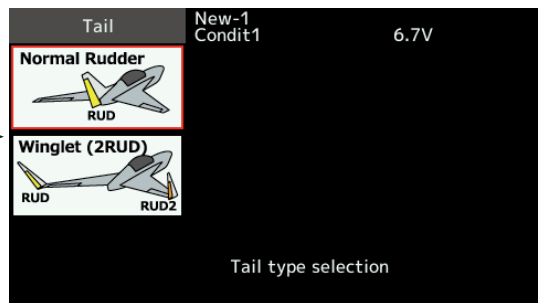 Tail
New-1
Condit1
6.7V
Normal Rudder
RUD
Winglet (2RUD)
RUD
RUD2
Tail type selection